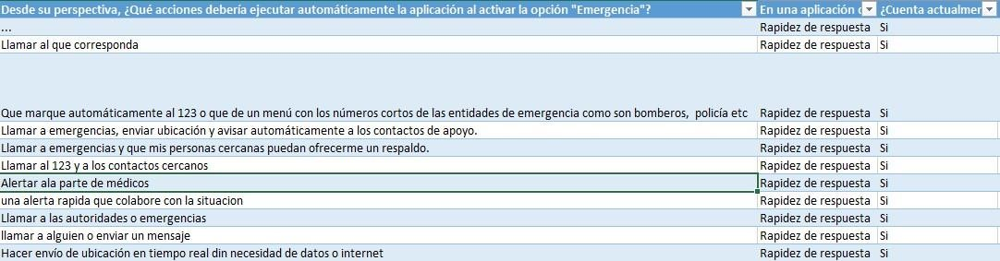 Desde su perspectiva, ¿Qué acciones debería ejecutar automáticamente la aplicación al activar la opción "Emergencia"? En una aplicación ¿Cuenta actualmer
... Rapidez de respuesta Si
Llamar al que corresponda Rapidez de respuesta Si
Que marque automáticamente al 123 o que de un menú con los números cortos de las entidades de emergencia como son bomberos, policía etc Rapidez de respuesta Si
Llamar a emergencias, enviar ubicación y avisar automáticamente a los contactos de apoyo. Rapidez de respuesta Si
Llamar a emergencias y que mis personas cercanas puedan ofrecerme un respaldo. Rapidez de respuesta Si
Llamar al 123 y a los contactos cercanos Rapidez de respuesta Si
Alertar ala parte de médicos Rapidez de respuesta Si
una alerta rapida que colabore con la situacion Rapidez de respuesta Si
Llamar a las autoridades o emergencias Rapidez de respuesta Si
llamar a alguien o enviar un mensaje Rapidez de respuesta Si
Hacer envío de ubicación en tiempo real din necesidad de datos o internet Rapidez de respuesta Si